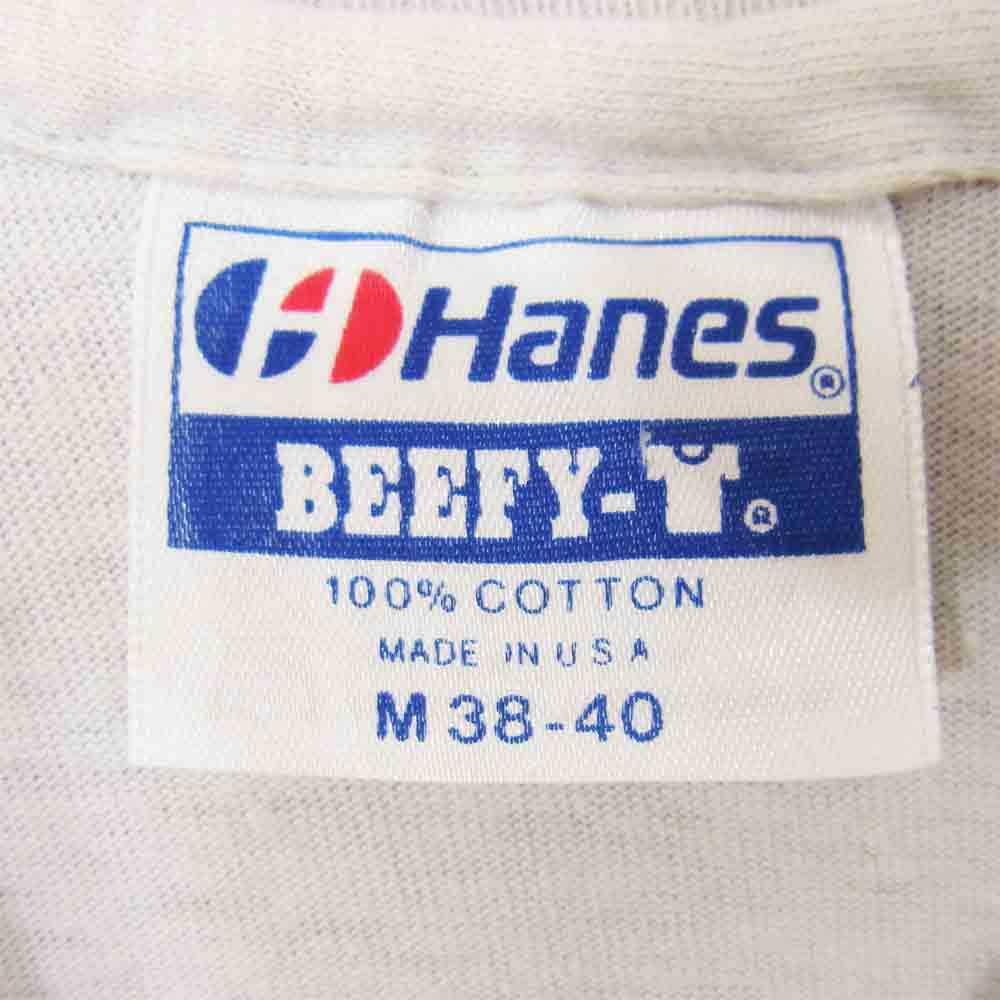 Hanes®
BEEFY-T®
100% COTTON
MADE IN U S A
M 38-40